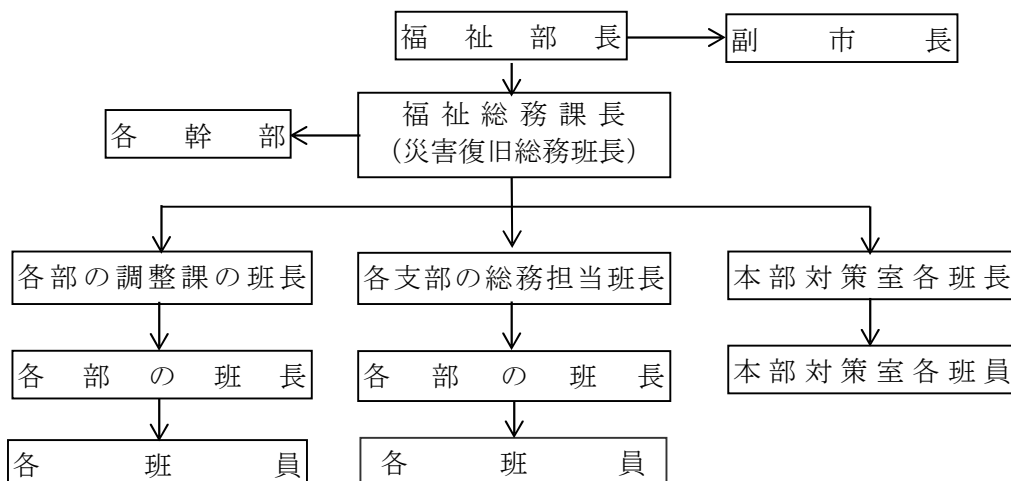 福祉部長
副市長
福祉総務課長
（災害復旧総務班長）
各幹部
各部の調整課の班長
各支部の総務担当班長
本部対策室各班長
各部の班長
各部の班長
本部対策室各班員
各班員
各班員